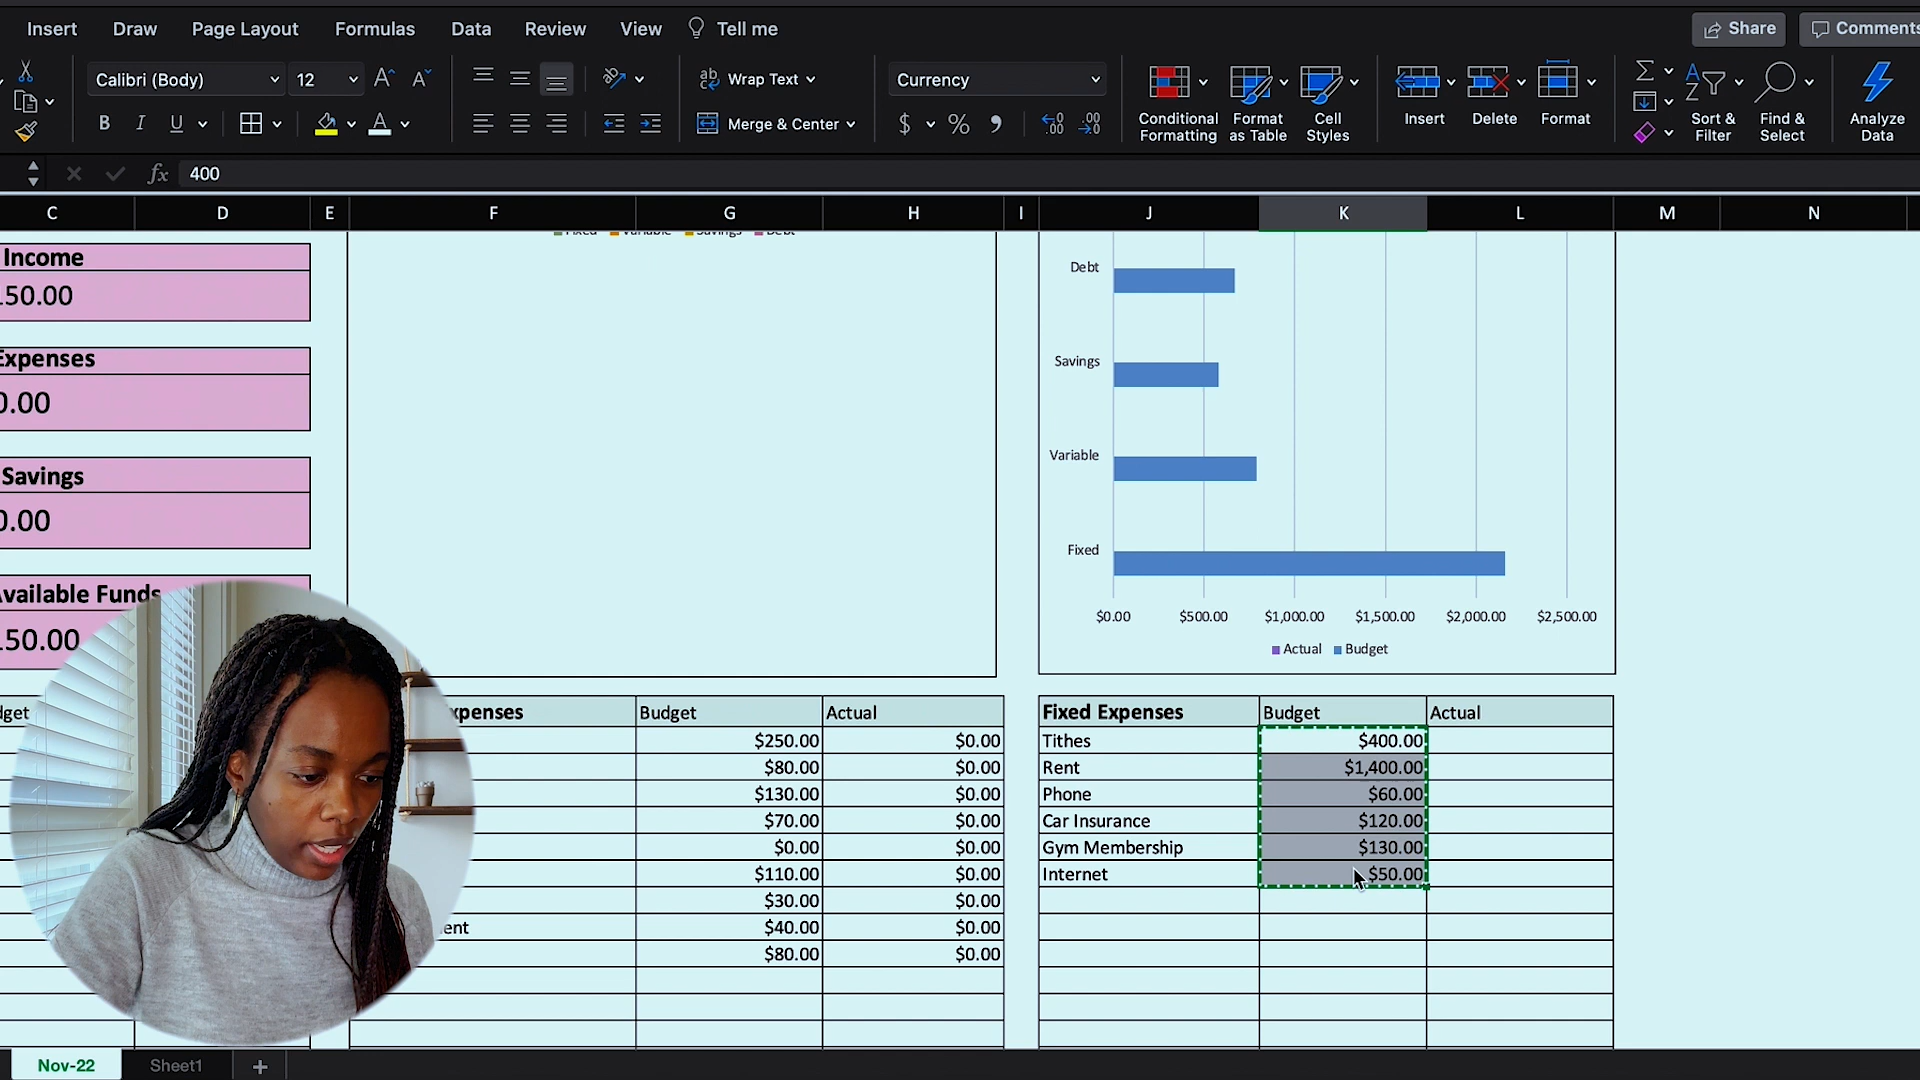 Insert Draw Page Layout Formulas Data Review View Tell me Share Comments
Calibri (Body) 12 Wrap Text Currency
B I U Merge & Center $ % Conditional Formatting Format as Table Cell Styles Insert Delete Format Sort & Filter Find & Select Analyze Data
fx 400
C D E F G H I J K L M N
Fixed Variable Savings Debt
Income
150.00
Expenses
0.00
Savings
0.00
Available Funds
150.00
Debt
Savings
Variable
Fixed
$0.00 $500.00 $1,000.00 $1,500.00 $2,000.00 $2,500.00
Actual Budget
dget xpenses Budget Actual Fixed Expenses Budget Actual
$250.00 $0.00 Tithes $400.00
$80.00 $0.00 Rent $1,400.00
$130.00 $0.00 Phone $60.00
$70.00 $0.00 Car Insurance $120.00
$0.00 $0.00 Gym Membership $130.00
$110.00 $0.00 Internet $50.00
$30.00 $0.00
ent $40.00 $0.00
$80.00 $0.00
Nov-22 Sheet1 +